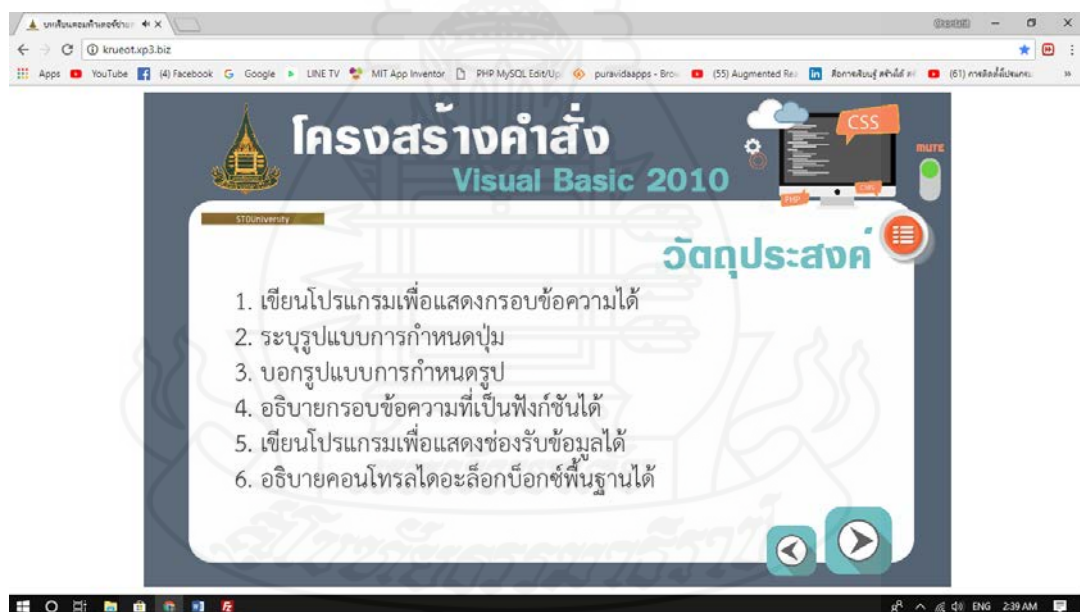 krueot.xp3.biz
Apps YouTube (4) Facebook Google LINE TV MIT App Inventor PHP MySQL Edit/Up puravidaapps - Bro (55) Augmented Rea
โครงสร้างคำสั่ง
Visual Basic 2010
CSS
PHP
MUTE
STOUniversity
วัตถุประสงค์
1. เขียนโปรแกรมเพื่อแสดงกรอบข้อความได้
2. ระบุรูปแบบการกำหนดปุ่ม
3. บอกรูปแบบการกำหนดรูป
4. อธิบายกรอบข้อความที่เป็นฟังก์ชันได้
5. เขียนโปรแกรมเพื่อแสดงช่องรับข้อมูลได้
6. อธิบายคอนโทรลไดอะล็อกบ็อกซ์พื้นฐานได้
ENG 2:39 AM